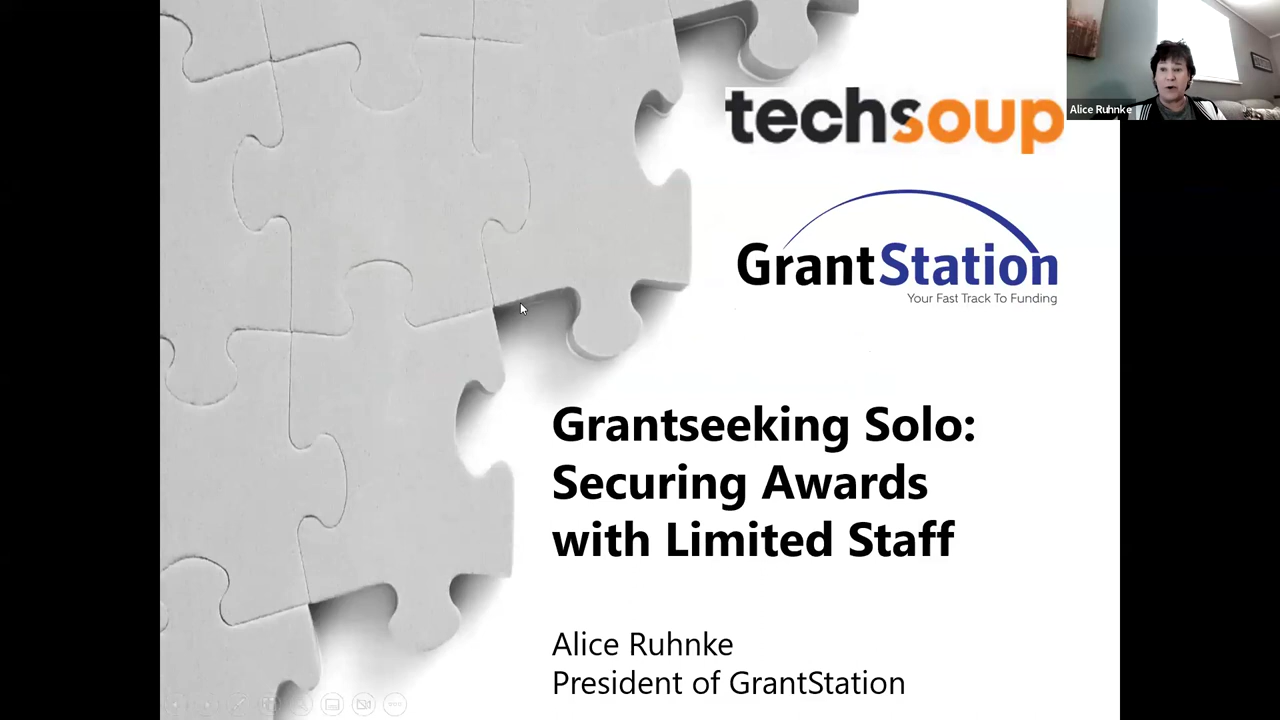 techsoup
Alice Ruhnke
GrantStation
Your Fast Track To Funding
Grantseeking Solo:
Securing Awards
with Limited Staff
Alice Ruhnke
President of GrantStation